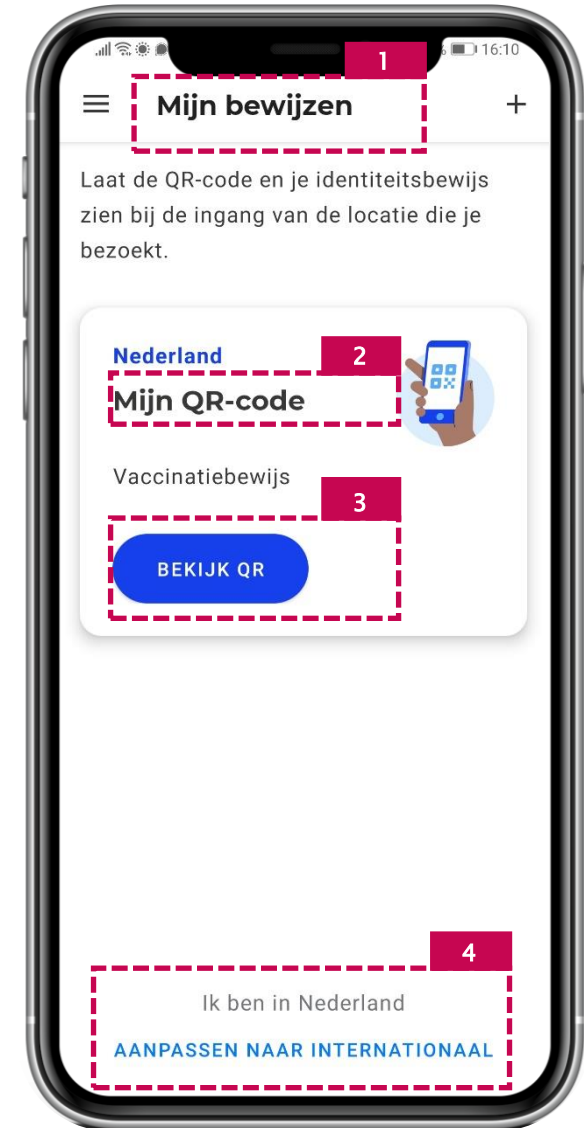 16:10
1
Mijn bewijzen
+
Laat de QR-code en je identiteitsbewijs
zien bij de ingang van de locatie die je
bezoekt.
Nederland
2
Mijn QR-code
Vaccinatiebewijs
3
BEKIJK QR
4
Ik ben in Nederland
AANPASSEN NAAR INTERNATIONAAL